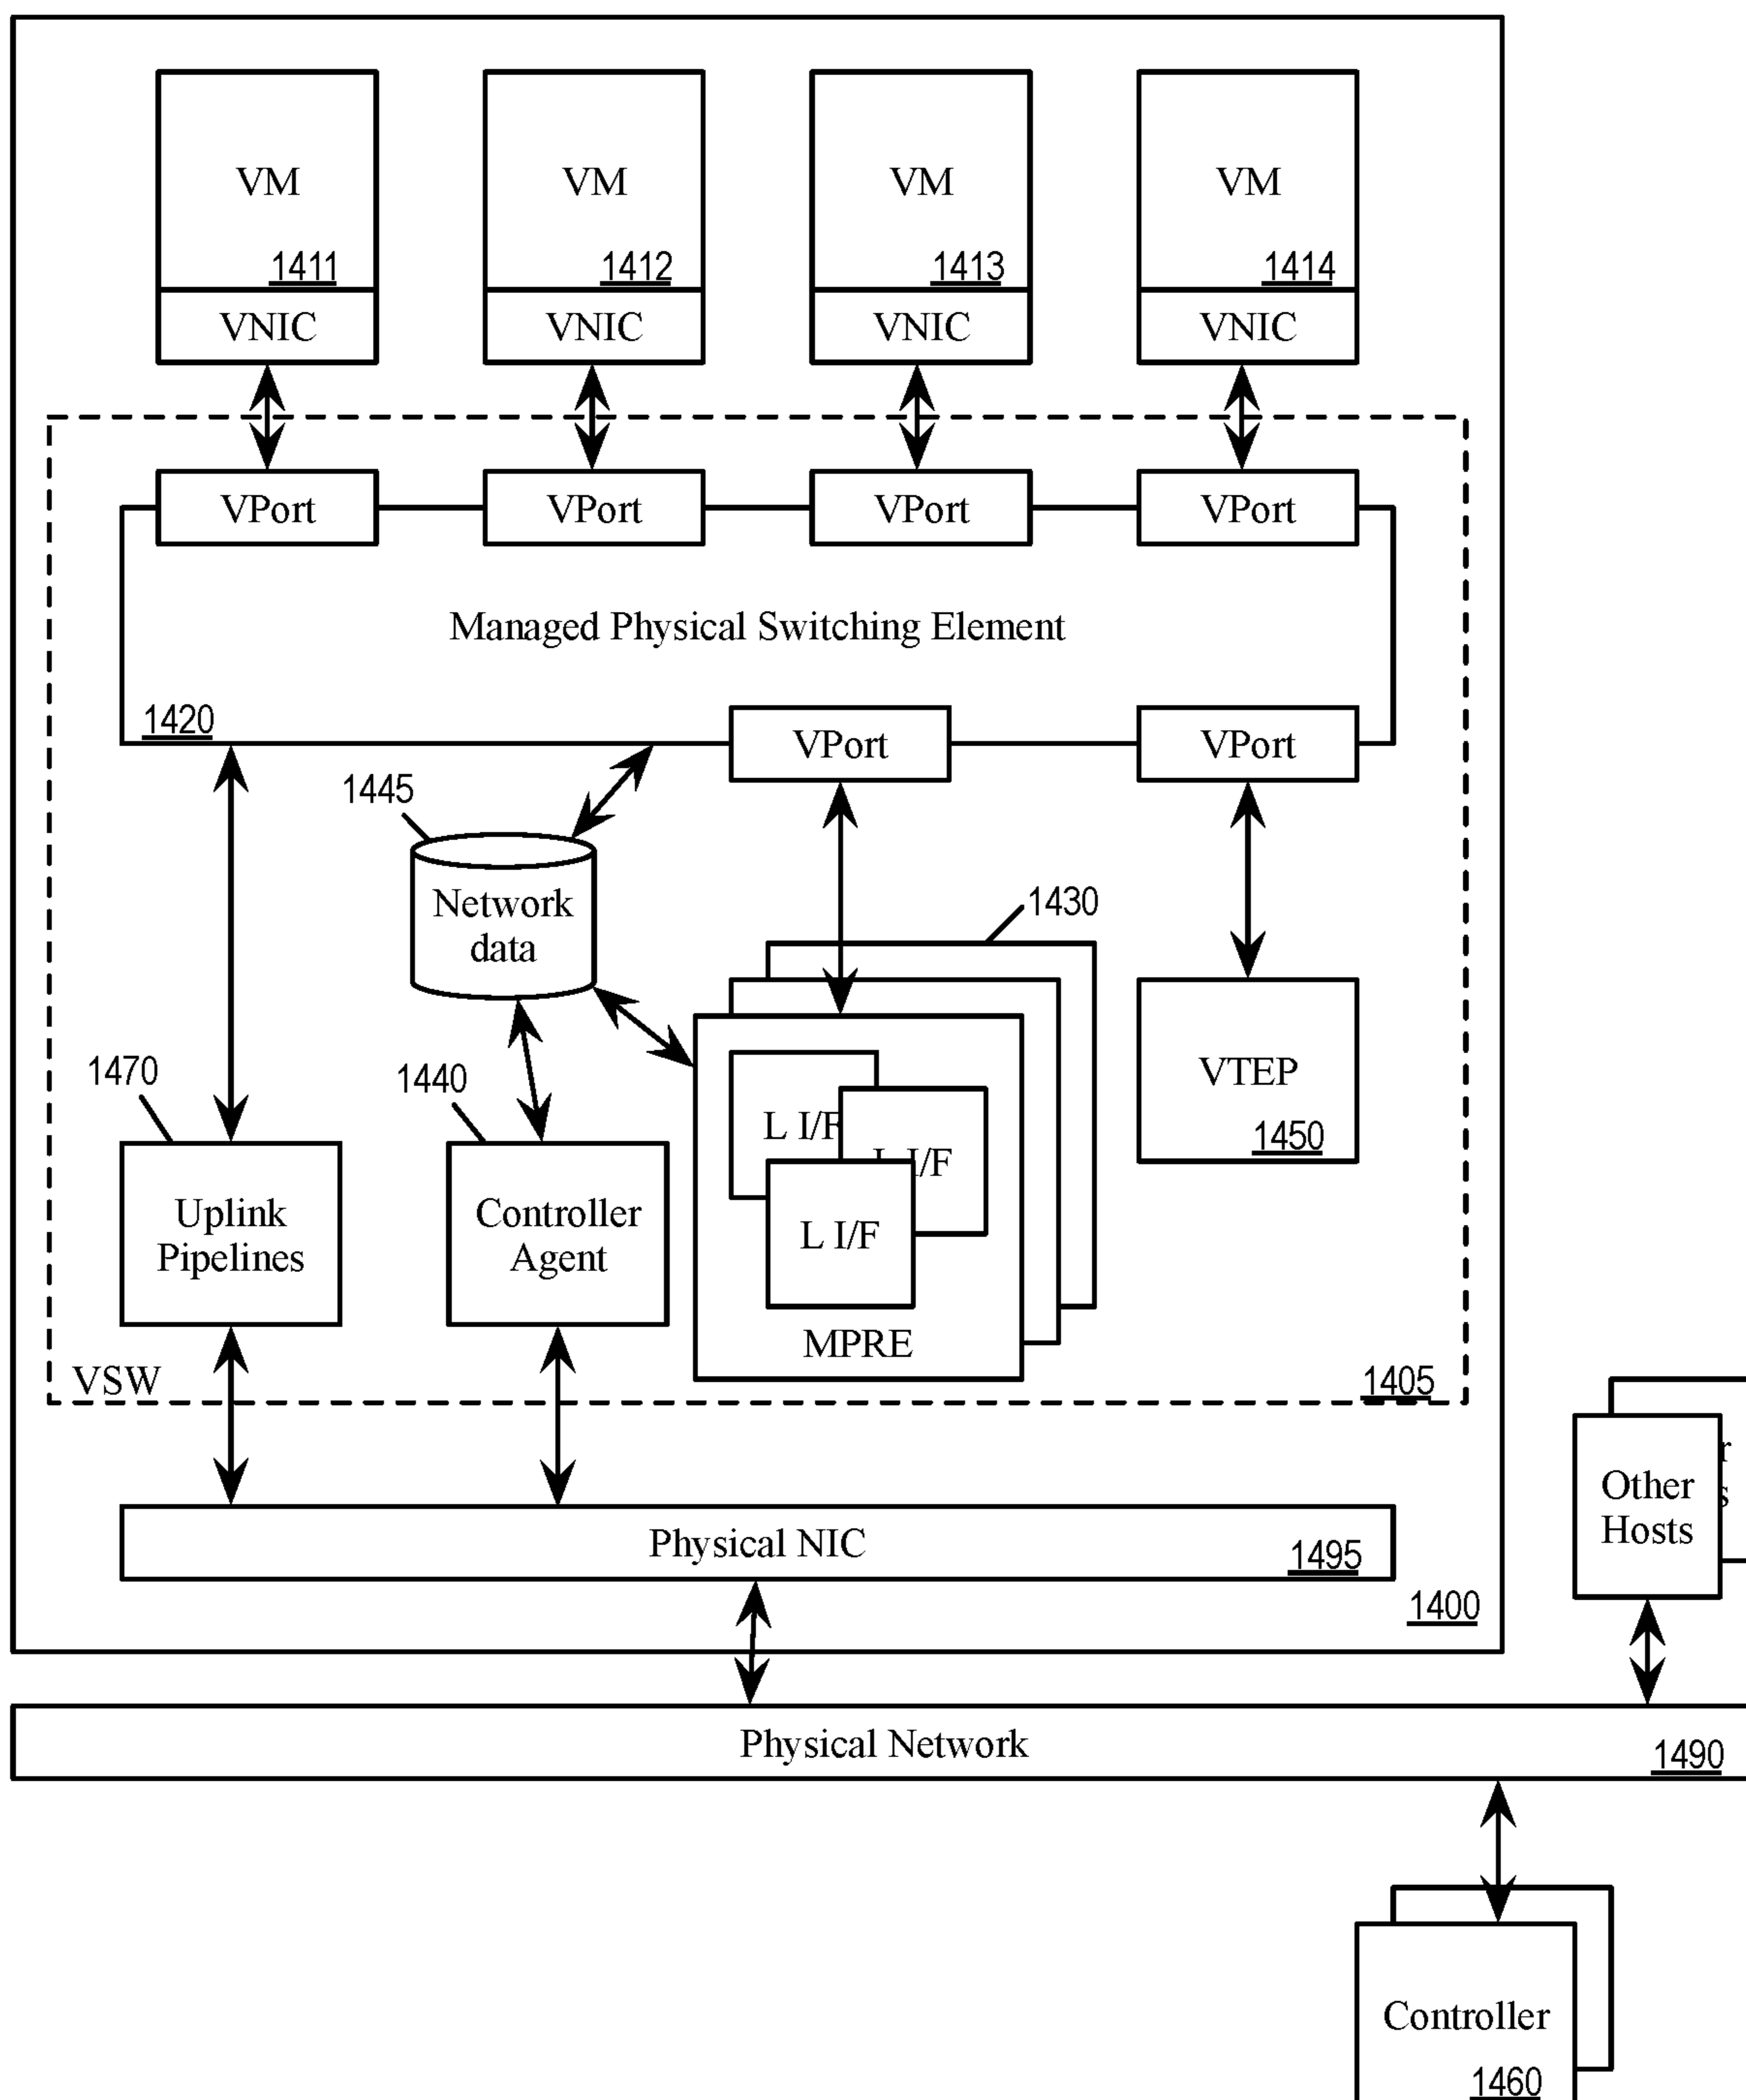 VM
1411
VNIC
VM
1412
VNIC
VM
1413
VNIC
VM
1414
VNIC
VPort
VPort
VPort
VPort
Managed Physical Switching Element
1420
VPort
VPort
1445
Network
data
1430
1470
1440
Uplink
Pipelines
Controller
Agent
L I/F
I/F
L I/F
MPRE
VTEP
1450
VSW
1405
Physical NIC
1495
1400
Other
Hosts
r
s
Physical Network
1490
Controller
1460